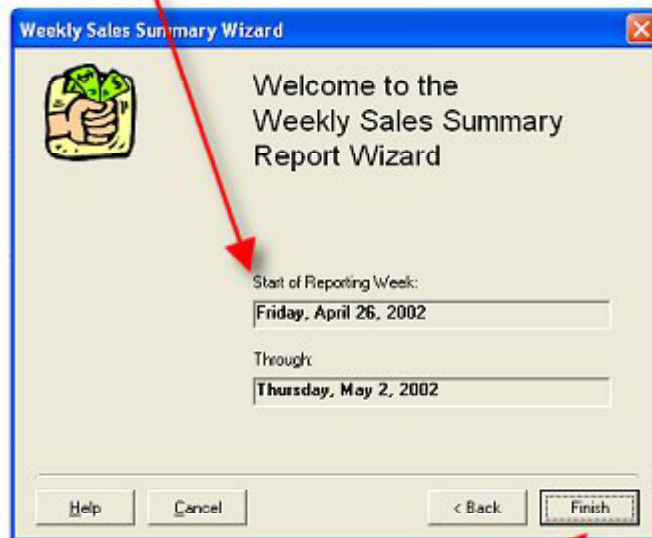 Weekly Sales Summary Wizard
Welcome to the
Weekly Sales Summary
Report Wizard
Start of Reporting Week:
Friday, April 26, 2002
Through:
Thursday, May 2, 2002
Help Cancel < Back Finish